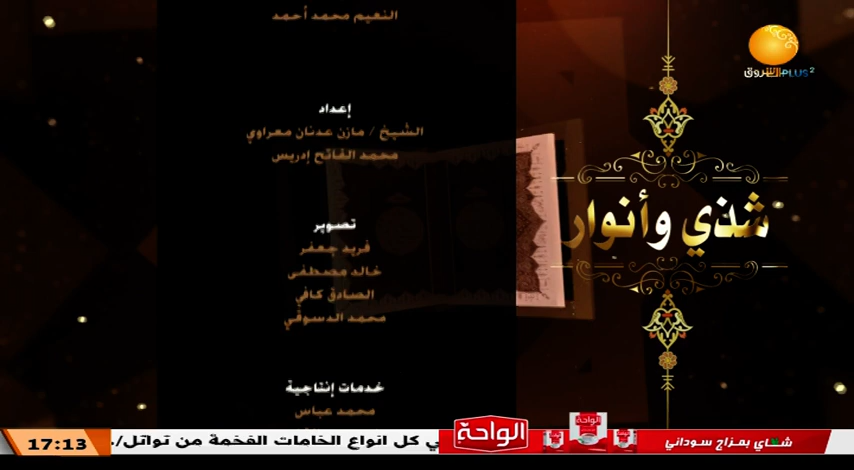 النعيم محمد أحمد
إعداد
الشيخ / مازن عدنان معراوي
محمد الفاتح إدريس
تصوير
فريد جعفر
خالد مصطفى
الصادق كافي
محمد الدسوقي
خدمات إنتاجية
محمد عباس
الشروق PLUS 2
شذي وأنوار
17:13
ي كل انواع الخامات الفخمة من تواتل/.
الواحة
شاي بمزاج سوداني